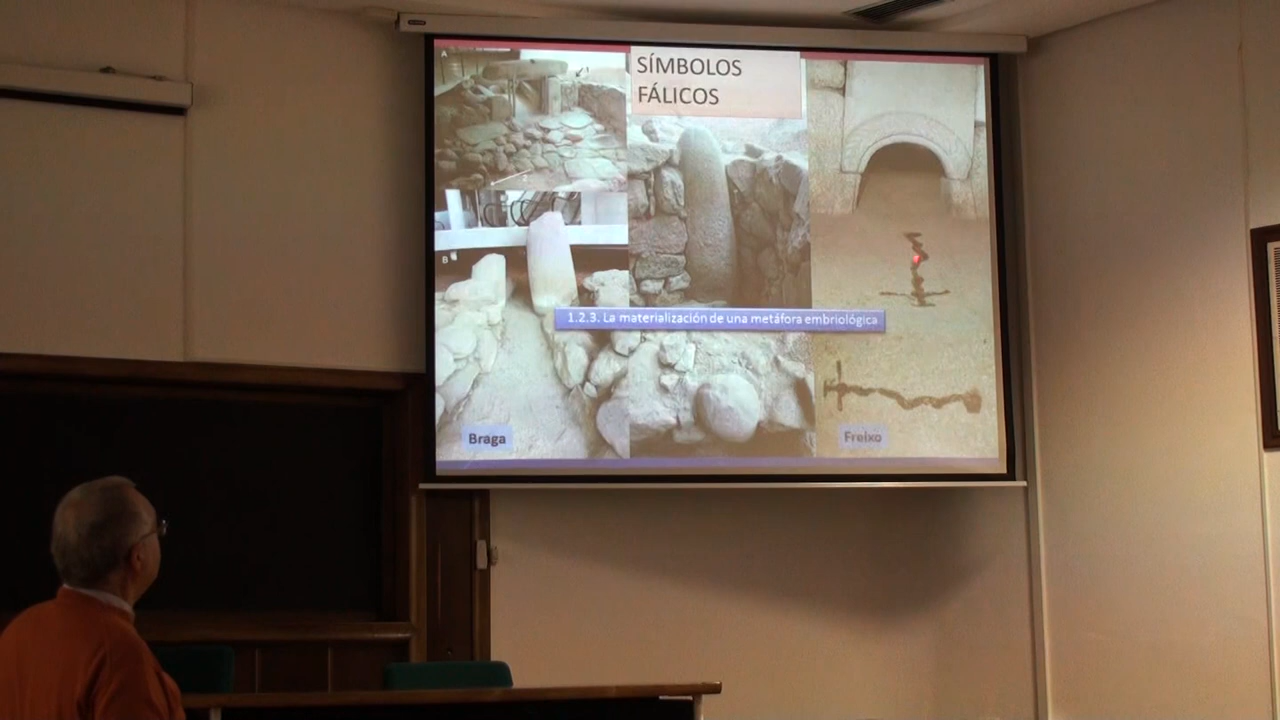 A
SÍMBOLOS
FÁLICOS
B
1.2.3. La materialización de una metáfora embriológica
Braga
Freixo